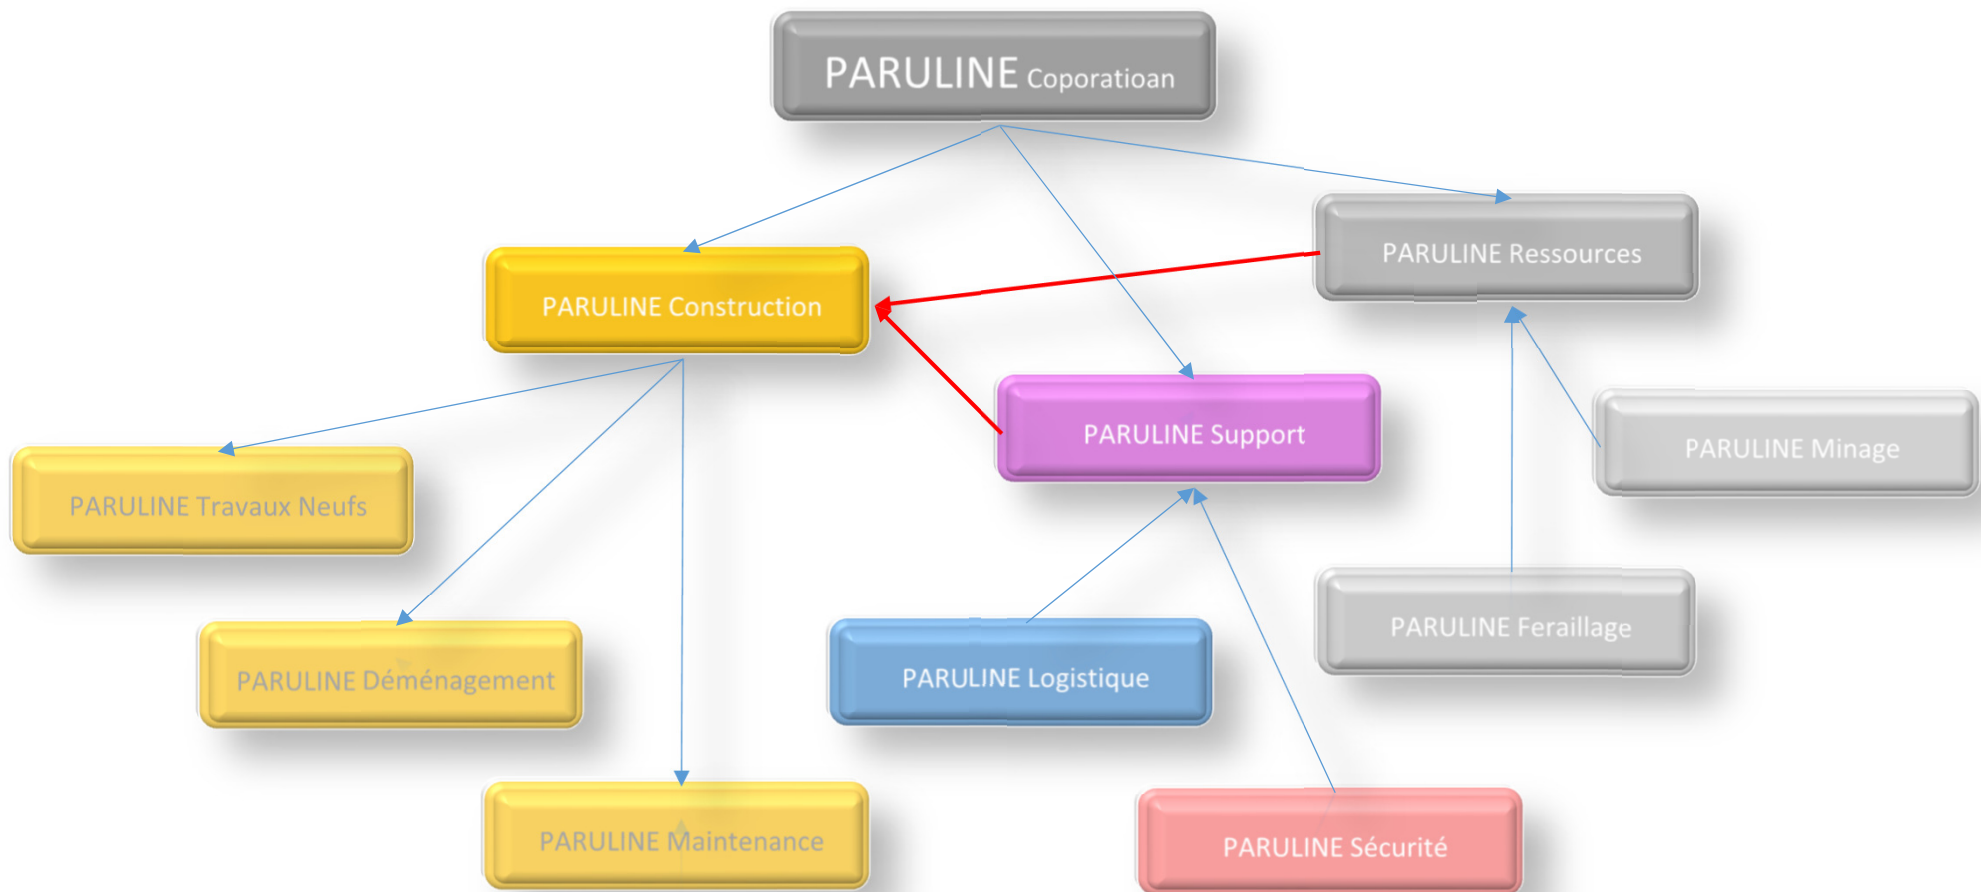 PARULINE Coporatioan
PARULINE Ressources
PARULINE Construction
PARULINE Support
PARULINE Minage
PARULINE Travaux Neufs
PARULINE Feraillage
PARULINE Déménagement
PARULINE Logistique
PARULINE Maintenance
PARULINE Sécurité